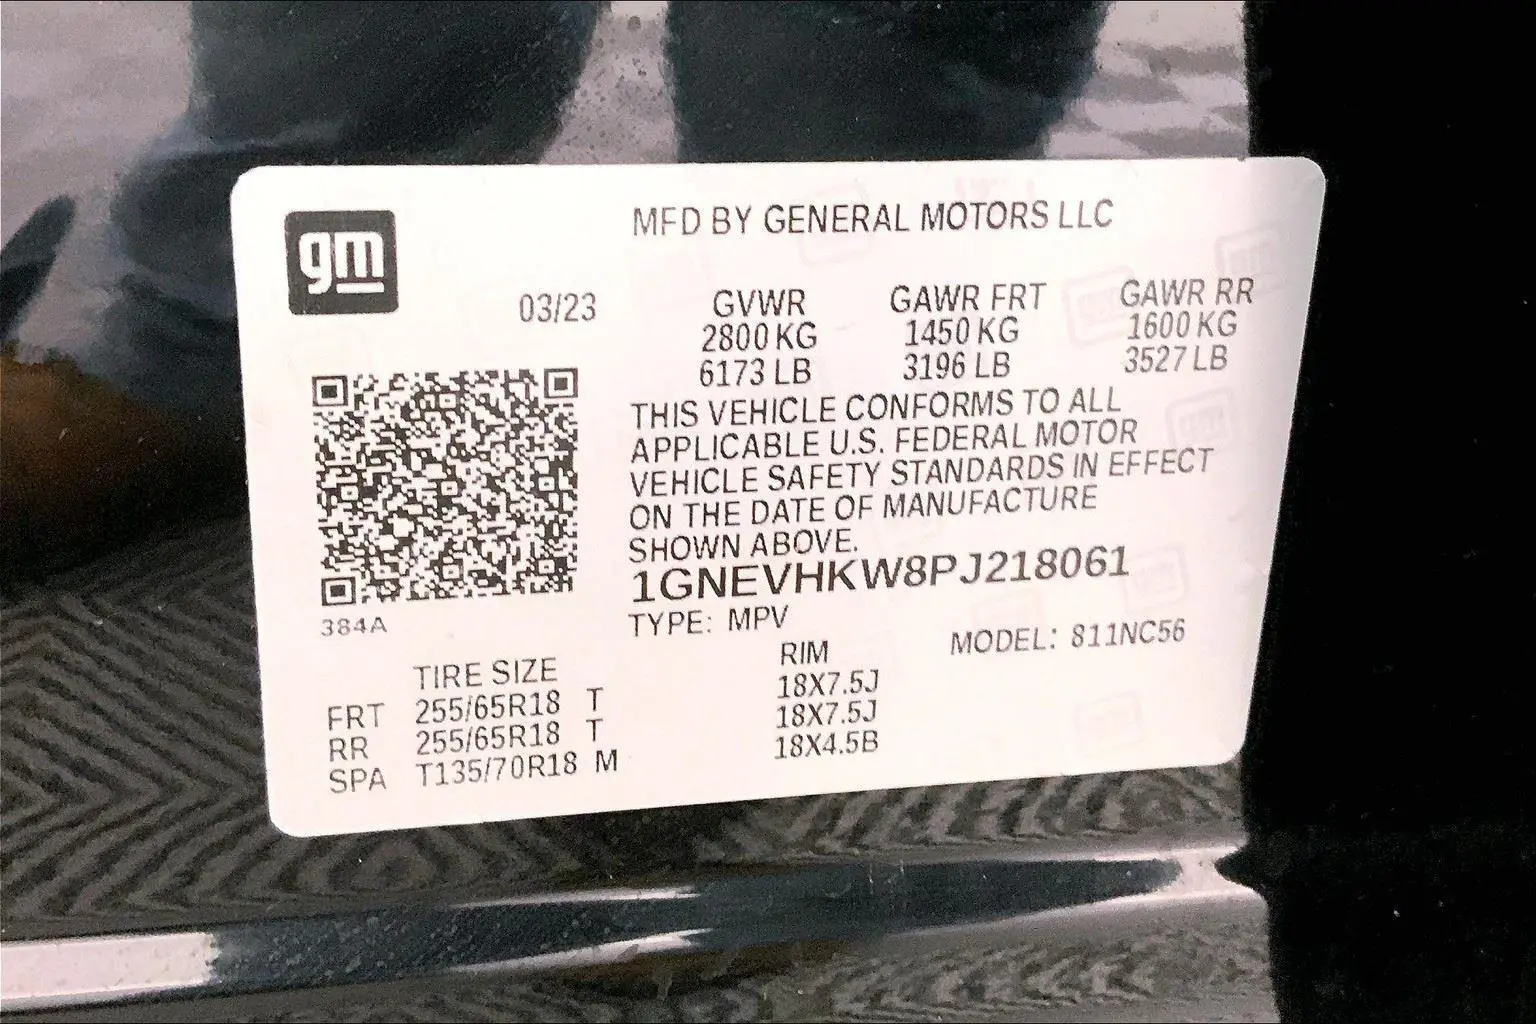 gm
MFD BY GENERAL MOTORS LLC
03/23 GVWR GAWR FRT GAWR RR
2800 KG 1450 KG 1600 KG
6173 LB 3196 LB 3527 LB
THIS VEHICLE CONFORMS TO ALL
APPLICABLE U.S. FEDERAL MOTOR
VEHICLE SAFETY STANDARDS IN EFFECT
ON THE DATE OF MANUFACTURE
SHOWN ABOVE.
1GNEVHKW8PJ218061
384A
TYPE: MPV MODEL: 811NC56
TIRE SIZE RIM
FRT 255/65R18 T 18X7.5J
RR 255/65R18 T 18X7.5J
SPA T135/70R18 M 18X4.5B